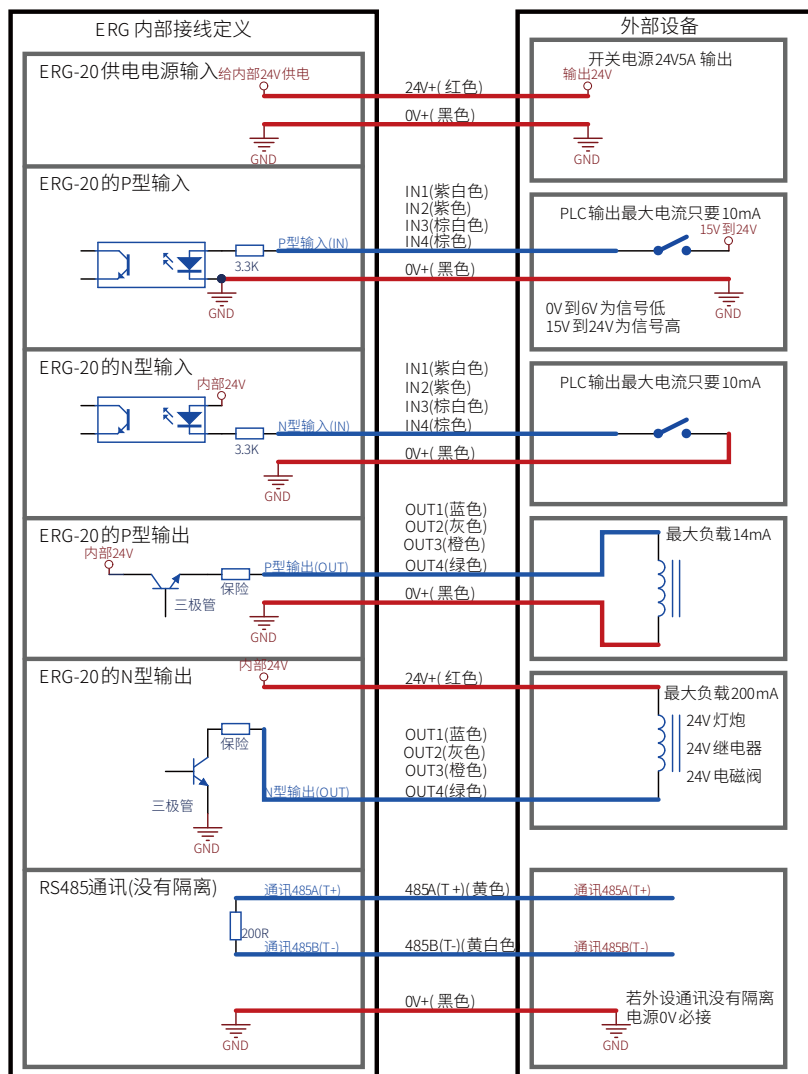 ERG 内部接线定义
外部设备
ERG-20供电电源输入
给内部24V供电
24V+( 红色)
0V+( 黑色)
GND
开关电源24V5A 输出
输出24V
GND
ERG-20的P型输入
P型输入(IN)
3.3K
GND
IN1(紫白色)
IN2(紫色)
IN3(棕白色)
IN4(棕色)
0V+( 黑色)
PLC输出最大电流只要10mA
15V到24V
GND
0V到6V为信号低
15V到24V为信号高
ERG-20的N型输入
内部24V
N型输入(IN)
3.3K
GND
IN1(紫白色)
IN2(紫色)
IN3(棕白色)
IN4(棕色)
0V+( 黑色)
PLC输出最大电流只要10mA
ERG-20的P型输出
内部24V
P型输出(OUT)
保险
三极管
GND
OUT1(蓝色)
OUT2(灰色)
OUT3(橙色)
OUT4(绿色)
0V+( 黑色)
最大负载14mA
ERG-20的N型输出
内部24V
保险
三极管
N型输出(OUT)
GND
24V+( 红色)
OUT1(蓝色)
OUT2(灰色)
OUT3(橙色)
OUT4(绿色)
最大负载200mA
24V灯炮
24V继电器
24V电磁阀
RS485通讯(没有隔离)
通讯485A(T+)
200R
通讯485B(T-)
GND
485A(T+)(黄色)
485B(T-)(黄白色
0V+( 黑色)
通讯485A(T+)
通讯485B(T-)
若外设通讯没有隔离
电源0V必接
GND